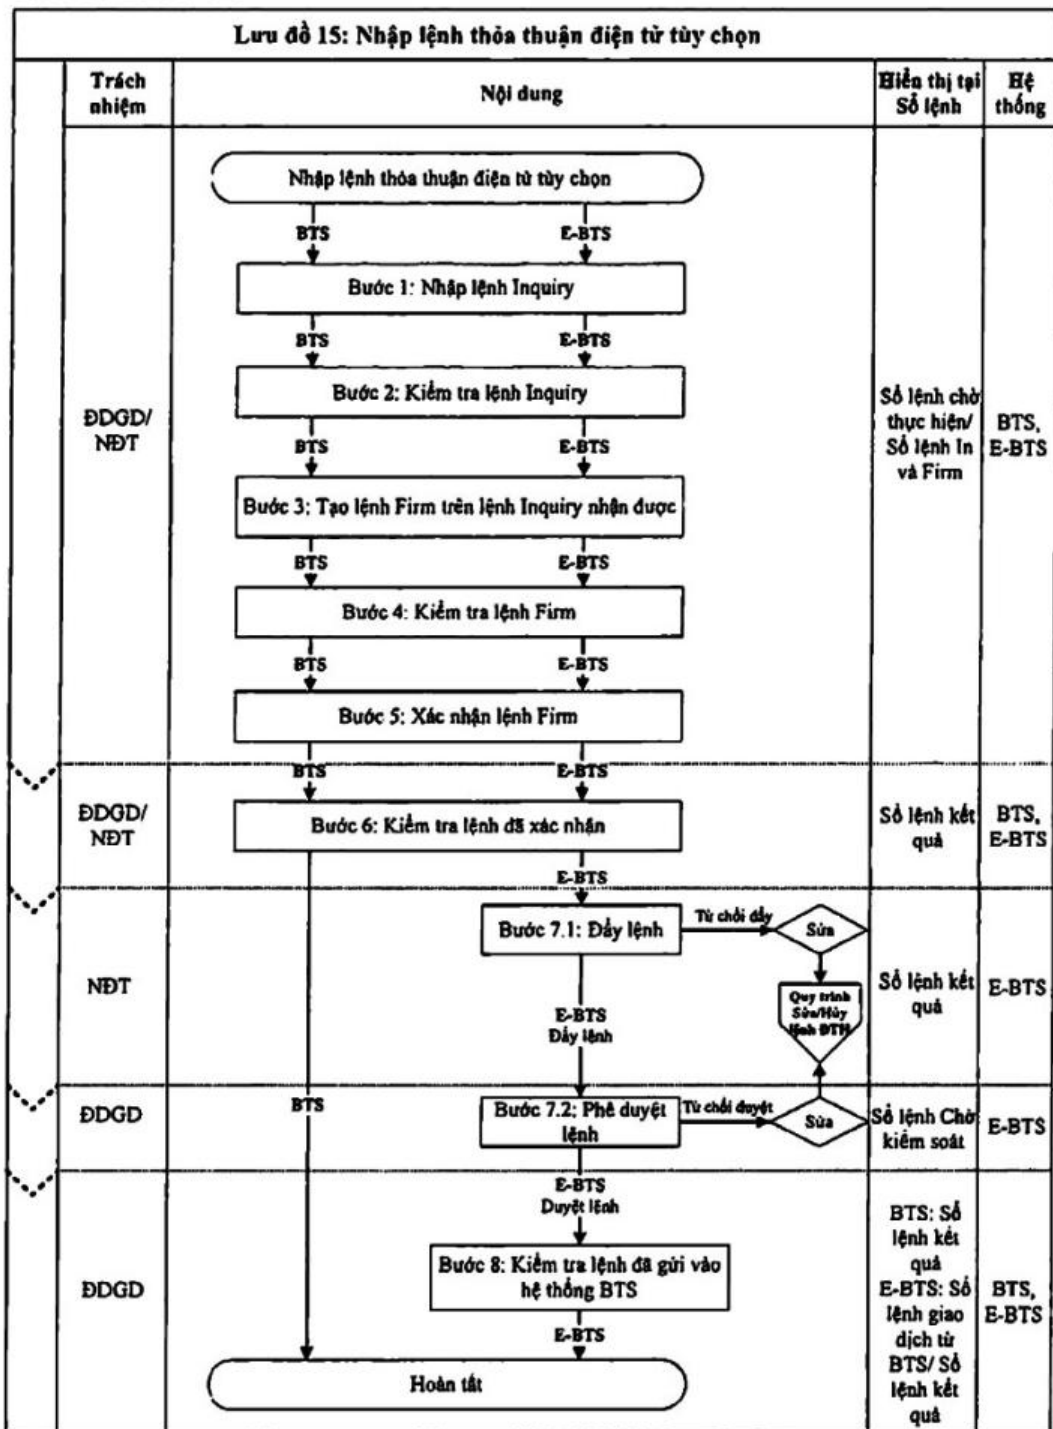 Lưu đồ 15: Nhập lệnh thỏa thuận điện tử tùy chọn
Trách
nhiệm
Nội dung
Hiển thị tại
Sổ lệnh
Hệ
thống
Nhập lệnh thỏa thuận điện tử tùy chọn
BTS
E-BTS
Bước 1: Nhập lệnh Inquiry
BTS
E-BTS
Bước 2: Kiểm tra lệnh Inquiry
BTS
E-BTS
Bước 3: Tạo lệnh Firm trên lệnh Inquiry nhận được
BTS
E-BTS
Bước 4: Kiểm tra lệnh Firm
BTS
E-BTS
Bước 5: Xác nhận lệnh Firm
ĐDGD/
NĐT
Sổ lệnh chờ
thực hiện/
Sổ lệnh In
và Firm
BTS,
E-BTS
BTS
E-BTS
ĐDGD/
NĐT
Bước 6: Kiểm tra lệnh đã xác nhận
Sổ lệnh kết
quả
BTS,
E-BTS
E-BTS
Bước 7.1: Đẩy lệnh
Từ chối đẩy
Sửa
NĐT
Quy trình
Sửa/Hủy
lệnh ĐTH
E-BTS
Đẩy lệnh
Sổ lệnh kết
quả
E-BTS
BTS
ĐDGD
Bước 7.2: Phê duyệt
lệnh
Từ chối duyệt
Sửa
Sổ lệnh Chờ
kiểm soát
E-BTS
E-BTS
Duyệt lệnh
ĐDGD
Bước 8: Kiểm tra lệnh đã gửi vào
hệ thống BTS
E-BTS
Hoàn tất
BTS: Sổ
lệnh kết
quả
E-BTS: Sổ
lệnh giao
dịch từ
BTS/ Sổ
lệnh kết
quả
BTS,
E-BTS